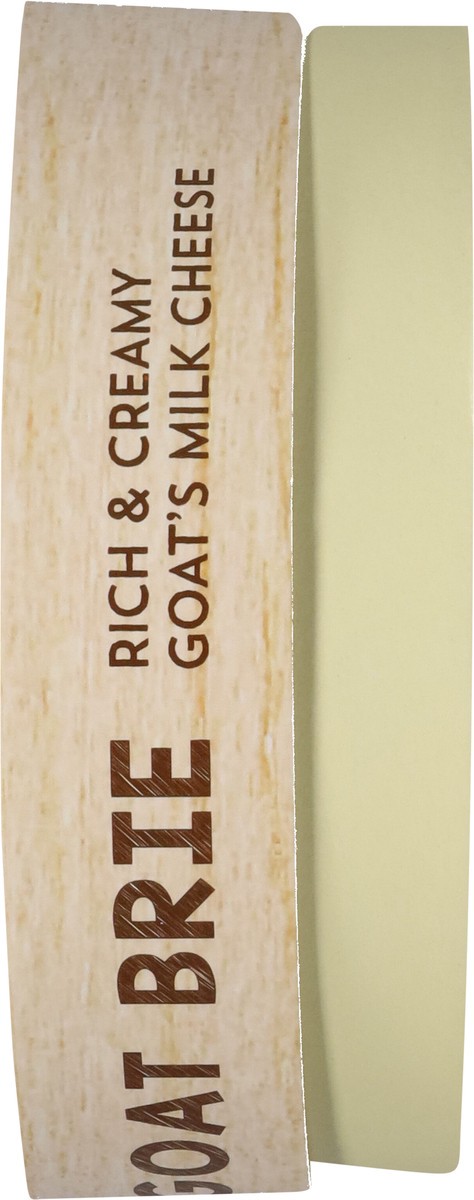 GOAT BRIE
RICH & CREAMY
GOAT'S MILK CHEESE